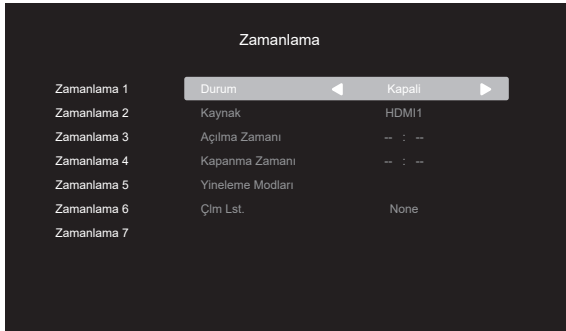 Zamanlama
Zamanlama 1 Durum Kapali
Zamanlama 2 Kaynak HDMI1
Zamanlama 3 Açılma Zamanı -- : --
Zamanlama 4 Kapanma Zamanı -- : --
Zamanlama 5 Yineleme Modları
Zamanlama 6 Çlm Lst. None
Zamanlama 7